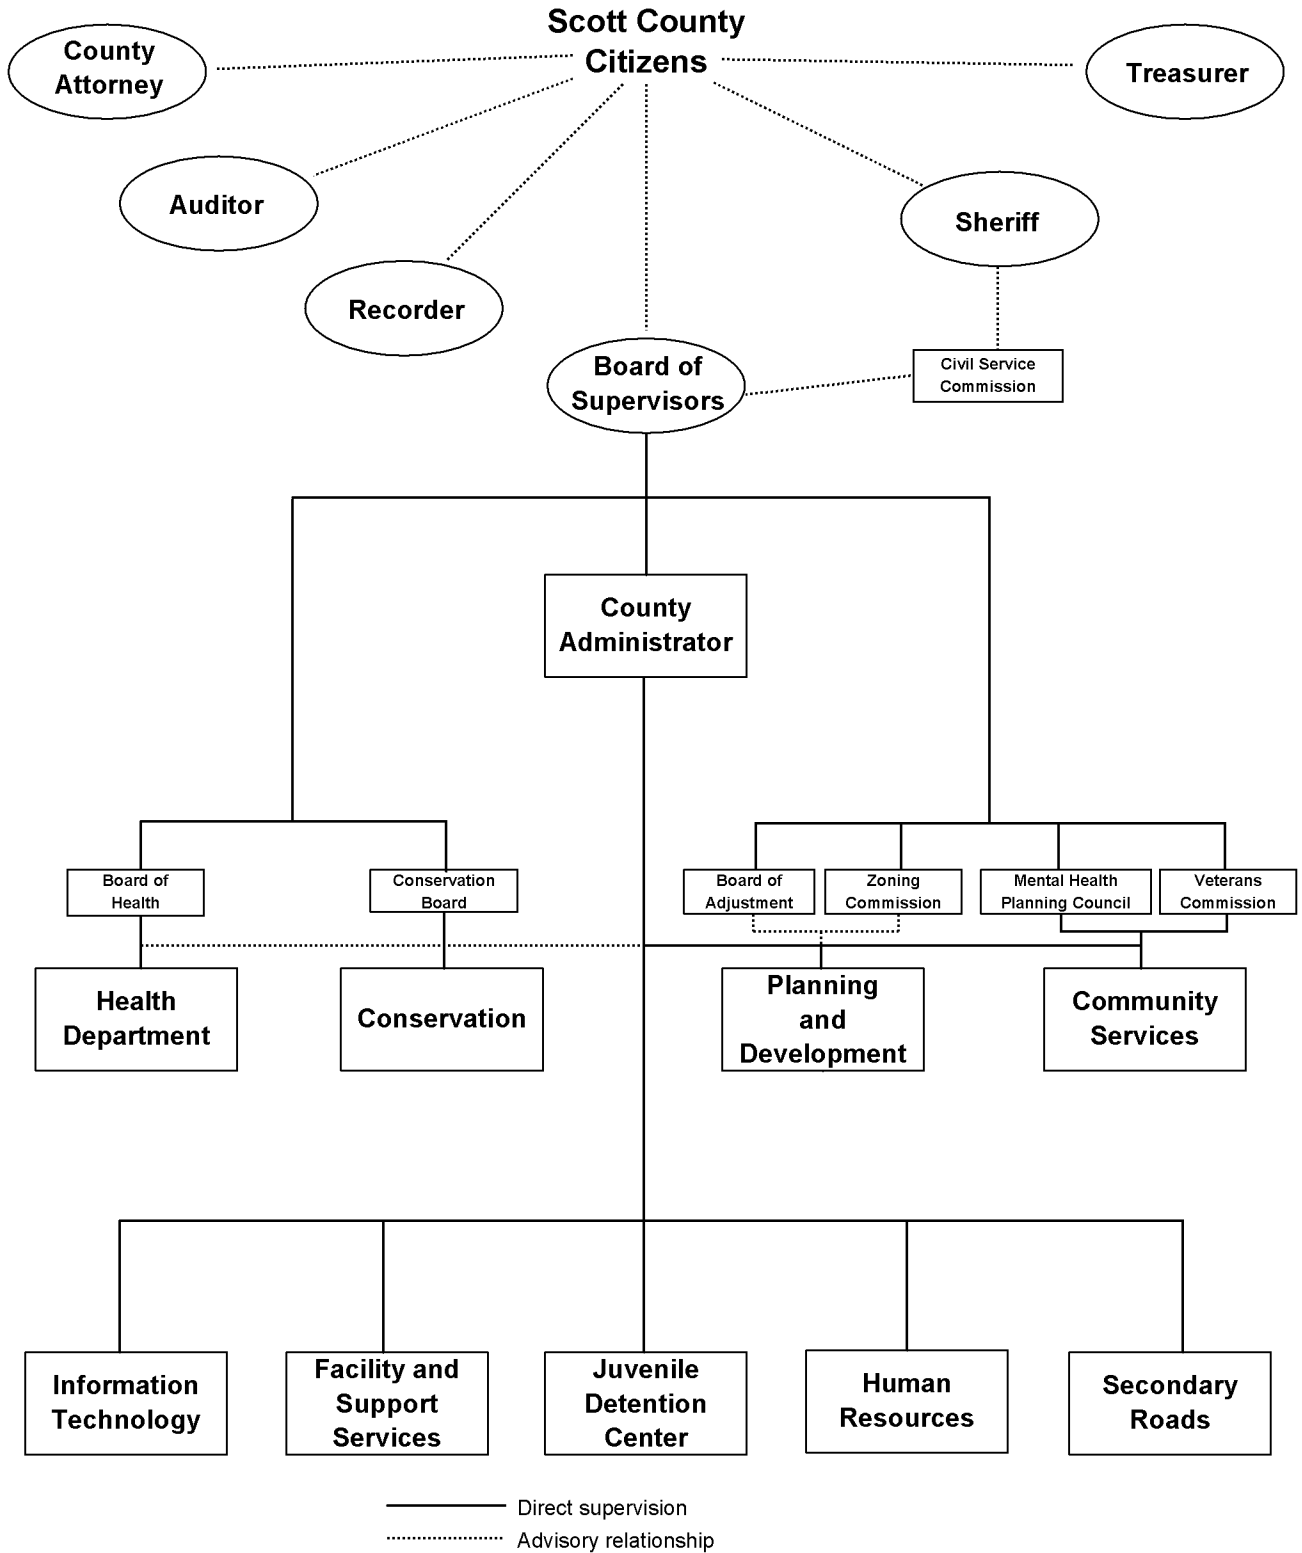 Scott County
Citizens
County
Attorney
Treasurer
Auditor
Sheriff
Recorder
Board of
Supervisors
Civil Service
Commission
County
Administrator
Board of
Health
Conservation
Board
Board of
Adjustment
Zoning
Commission
Mental Health
Planning Council
Veterans
Commission
Health
Department
Conservation
Planning
and
Development
Community
Services
Information
Technology
Facility and
Support
Services
Juvenile
Detention
Center
Human
Resources
Secondary
Roads
Direct supervision
Advisory relationship